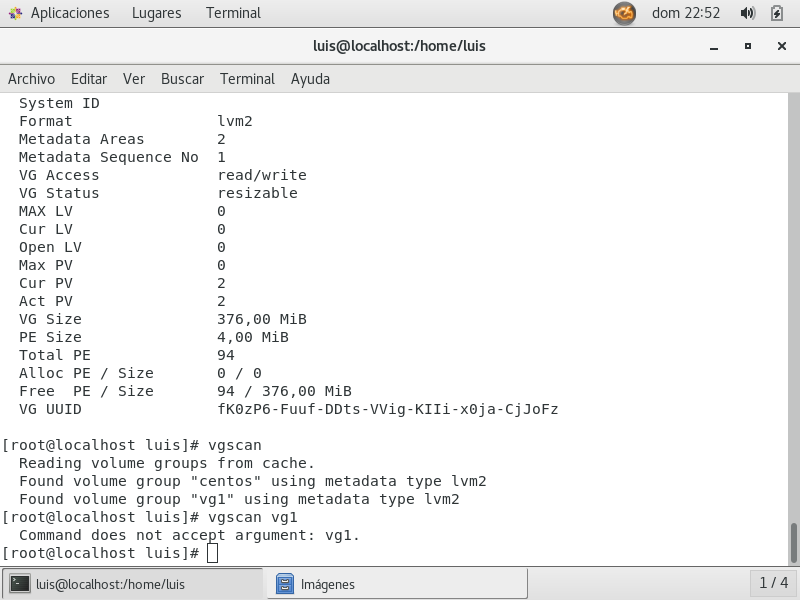 Aplicaciones Lugares Terminal dom 22:52
luis@localhost:/home/luis
Archivo Editar Ver Buscar Terminal Ayuda
System ID
Format lvm2
Metadata Areas 2
Metadata Sequence No 1
VG Access read/write
VG Status resizable
MAX LV 0
Cur LV 0
Open LV 0
Max PV 0
Cur PV 2
Act PV 2
VG Size 376,00 MiB
PE Size 4,00 MiB
Total PE 94
Alloc PE / Size 0 / 0
Free  PE / Size 94 / 376,00 MiB
VG UUID fK0zP6-Fuuf-DDts-VVig-KIIi-x0ja-CjJoFz
[root@localhost luis]# vgscan
Reading volume groups from cache.
Found volume group "centos" using metadata type lvm2
Found volume group "vg1" using metadata type lvm2
[root@localhost luis]# vgscan vg1
Command does not accept argument: vg1.
[root@localhost luis]#
luis@localhost:/home/luis Imágenes 1 / 4